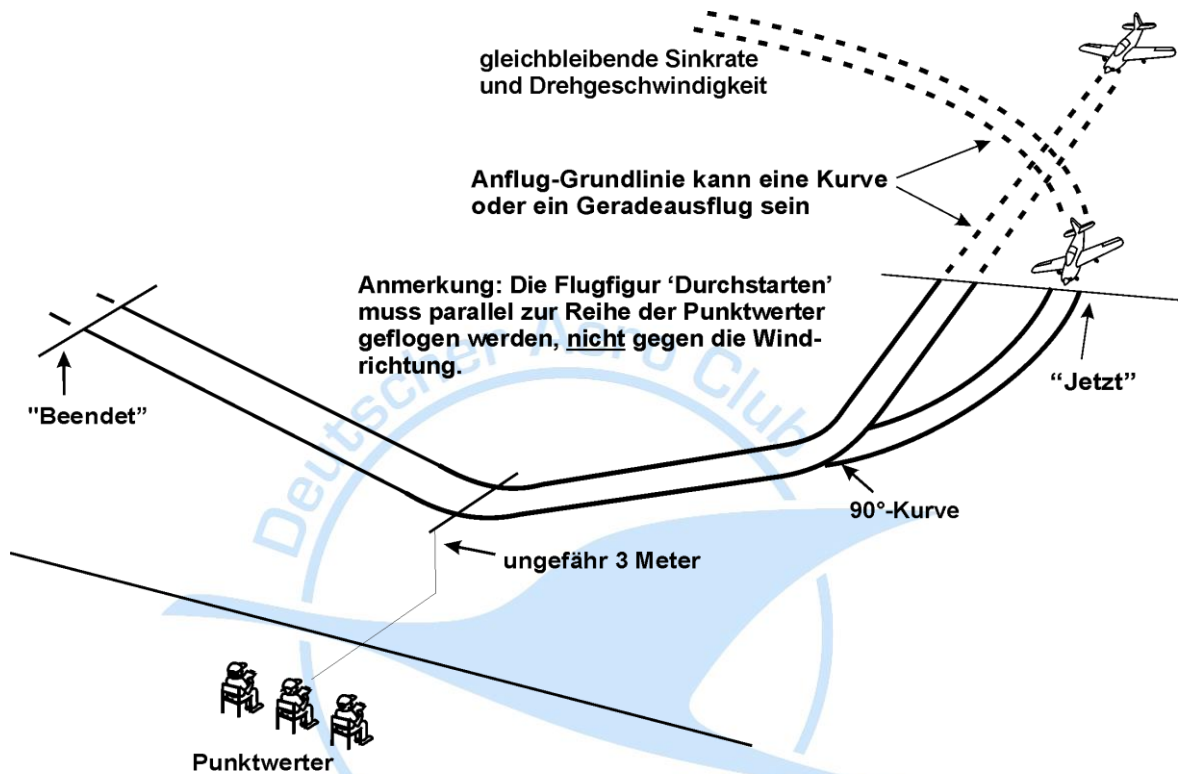 gleichbleibende Sinkrate
und Drehgeschwindigkeit
Anflug-Grundlinie kann eine Kurve
oder ein Geradeausflug sein
Anmerkung: Die Flugfigur ‘Durchstarten’
muss parallel zur Reihe der Punktwerter
geflogen werden, nicht gegen die Wind-
richtung.
“Jetzt”
"Beendet”
90°-Kurve
ungefähr 3 Meter
Punktwerter
Deutscher Aero Club